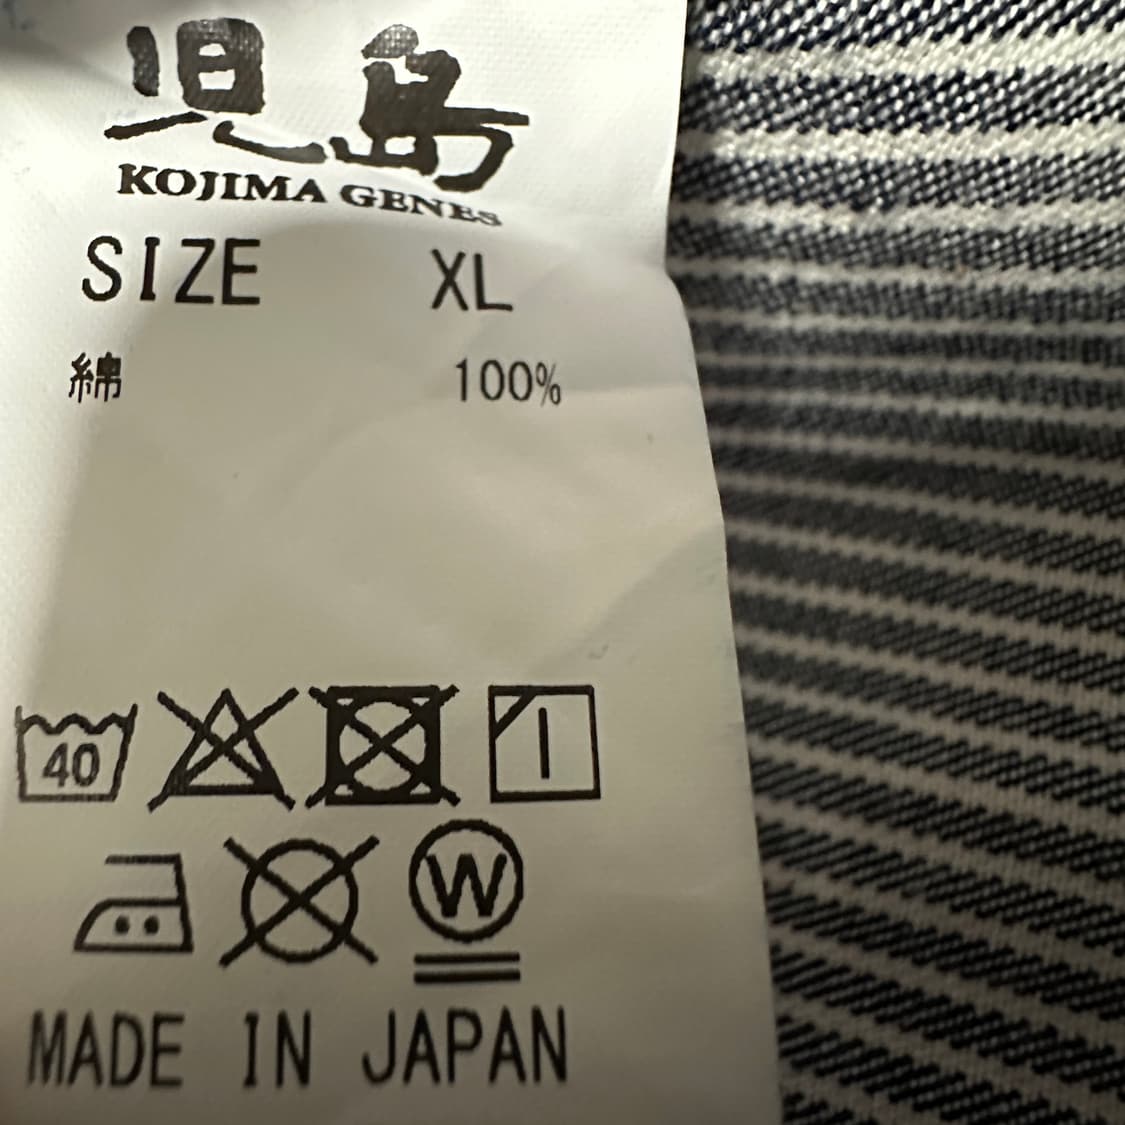 児島
KOJIMA GENES
SIZE XL
綿 100%
40
W
MADE IN JAPAN